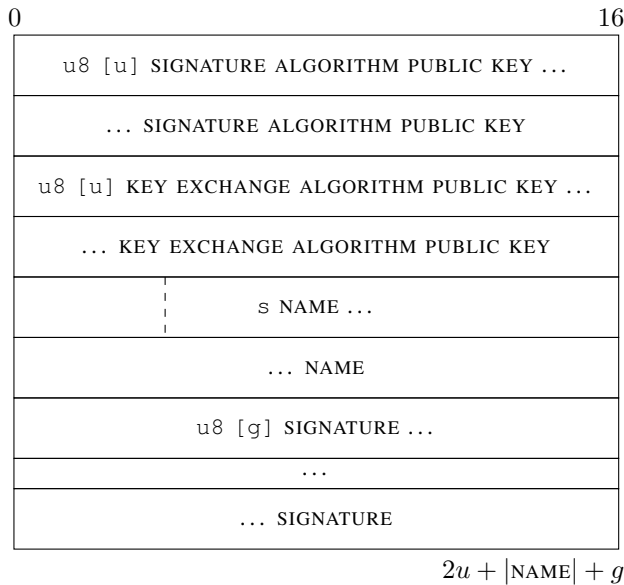 0 16
u8 [u] SIGNATURE ALGORITHM PUBLIC KEY ...
... SIGNATURE ALGORITHM PUBLIC KEY
u8 [u] KEY EXCHANGE ALGORITHM PUBLIC KEY ...
... KEY EXCHANGE ALGORITHM PUBLIC KEY
s NAME ...
... NAME
u8 [g] SIGNATURE ...
...
... SIGNATURE
2u + |NAME| + g